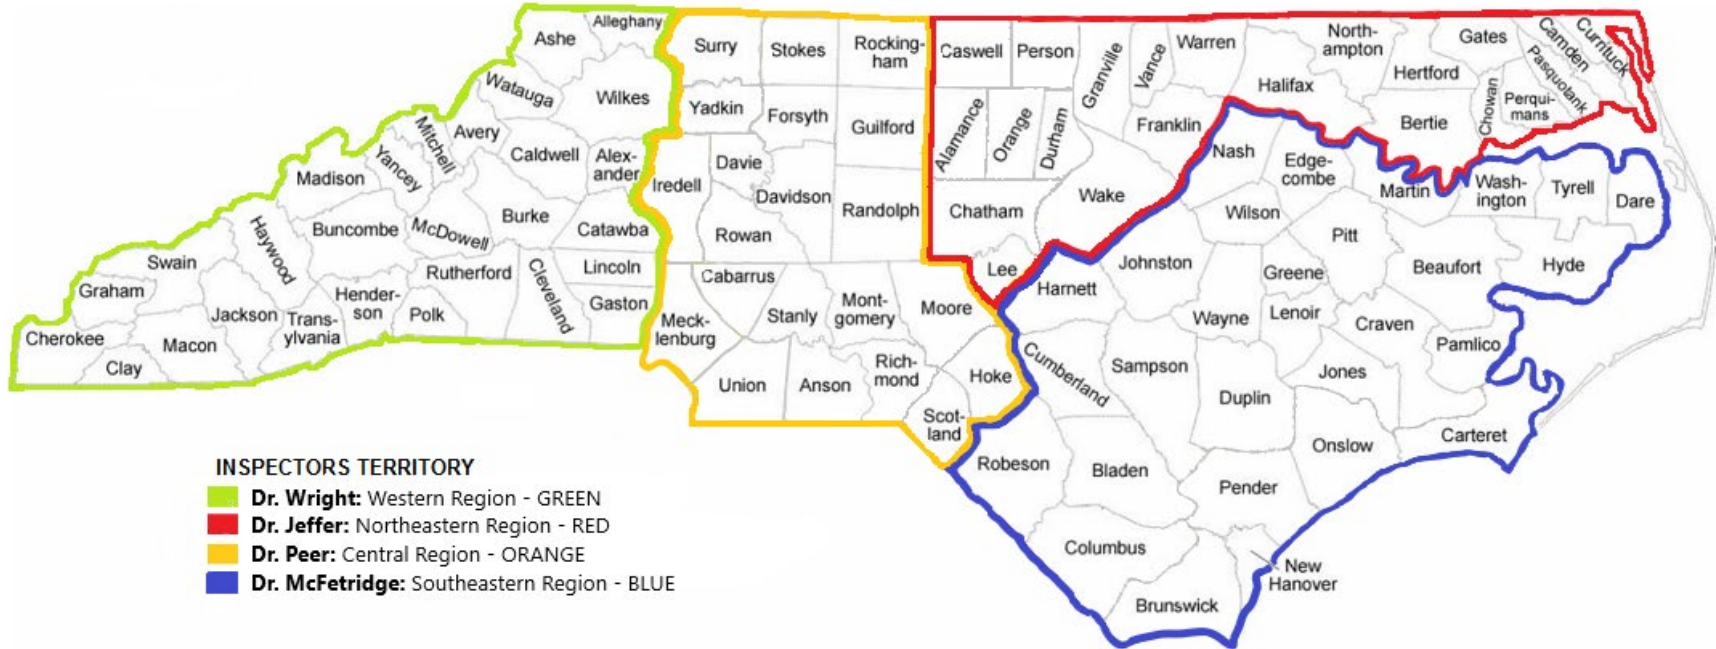 Alleghany
Ashe
Surry
Stokes
Rocking-
ham
Caswell
Person
Granville
Vance
Warren
North-
ampton
Gates
Camden
Currituck
Pasquotank
Hertford
Halifax
Chowan
Perqui-
mans
Bertie
Watauga
Wilkes
Yadkin
Forsyth
Guilford
Alamance
Orange
Durham
Franklin
Nash
Edge-
combe
Martin
Wash-
ington
Tyrell
Dare
Mitchell
Avery
Caldwell
Alex-
ander
Iredell
Davie
Davidson
Randolph
Chatham
Wake
Wilson
Pitt
Madison
Yancey
Burke
Catawba
Rowan
Buncombe
McDowell
Haywood
Swain
Graham
Rutherford
Cleveland
Lincoln
Gaston
Cabarrus
Stanly
Mont-
gomery
Moore
Lee
Harnett
Johnston
Greene
Beaufort
Hyde
Cherokee
Clay
Macon
Jackson
Trans-
ylvania
Hender-
son
Polk
Meck-
lenburg
Union
Anson
Rich-
mond
Hoke
Scot-
land
Cumberland
Sampson
Wayne
Lenoir
Craven
Pamlico
Jones
Duplin
Onslow
Carteret
Robeson
Bladen
Pender
Columbus
Brunswick
New
Hanover
INSPECTORS TERRITORY
Dr. Wright: Western Region - GREEN
Dr. Jeffer: Northeastern Region - RED
Dr. Peer: Central Region - ORANGE
Dr. McFetridge: Southeastern Region - BLUE